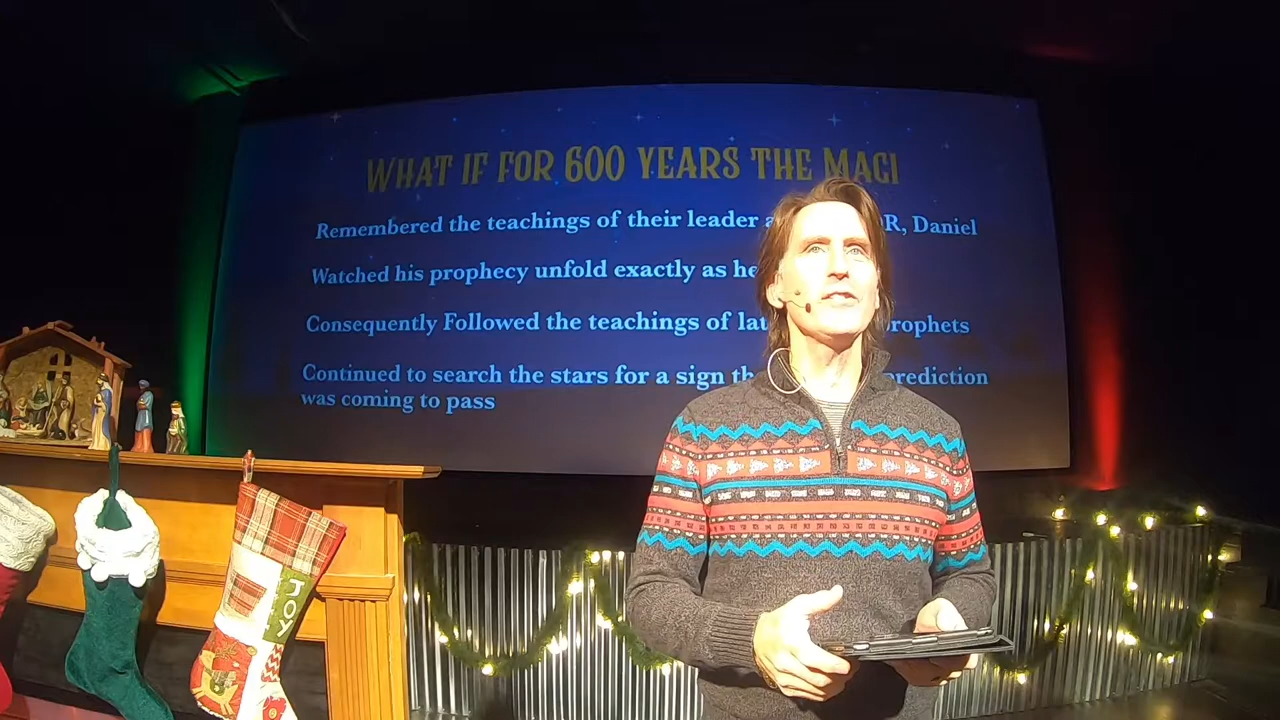 WHAT IF FOR 600 YEARS THE MAGI
Remembered the teachings of their leader R, Daniel
Watched his prophecy unfold exactly as he
Consequently Followed the teachings of prophets
Continued to search the stars for a sign prediction
was coming to pass
JOY